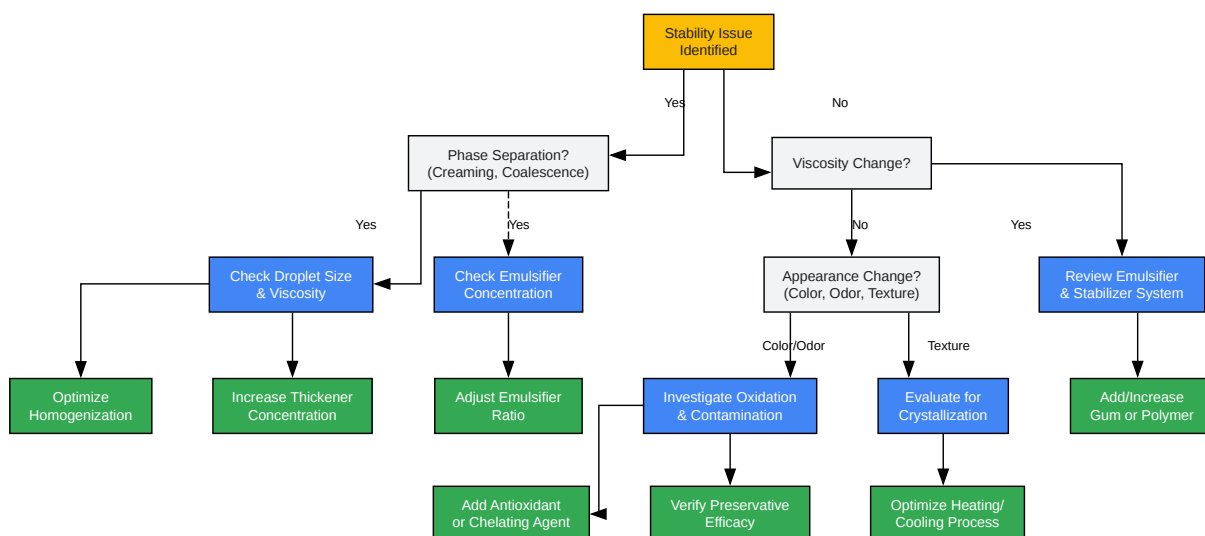 Stability Issue
Identified
Yes
No
Phase Separation?
(Creaming, Coalescence)
Viscosity Change?
Yes
Yes
No
Yes
Check Droplet Size
& Viscosity
Check Emulsifier
Concentration
Appearance Change?
(Color, Odor, Texture)
Review Emulsifier
& Stabilizer System
Color/Odor
Texture
Optimize
Homogenization
Increase Thickener
Concentration
Adjust Emulsifier
Ratio
Investigate Oxidation
& Contamination
Evaluate for
Crystallization
Add/Increase
Gum or Polymer
Add Antioxidant
or Chelating Agent
Verify Preservative
Efficacy
Optimize Heating/
Cooling Process